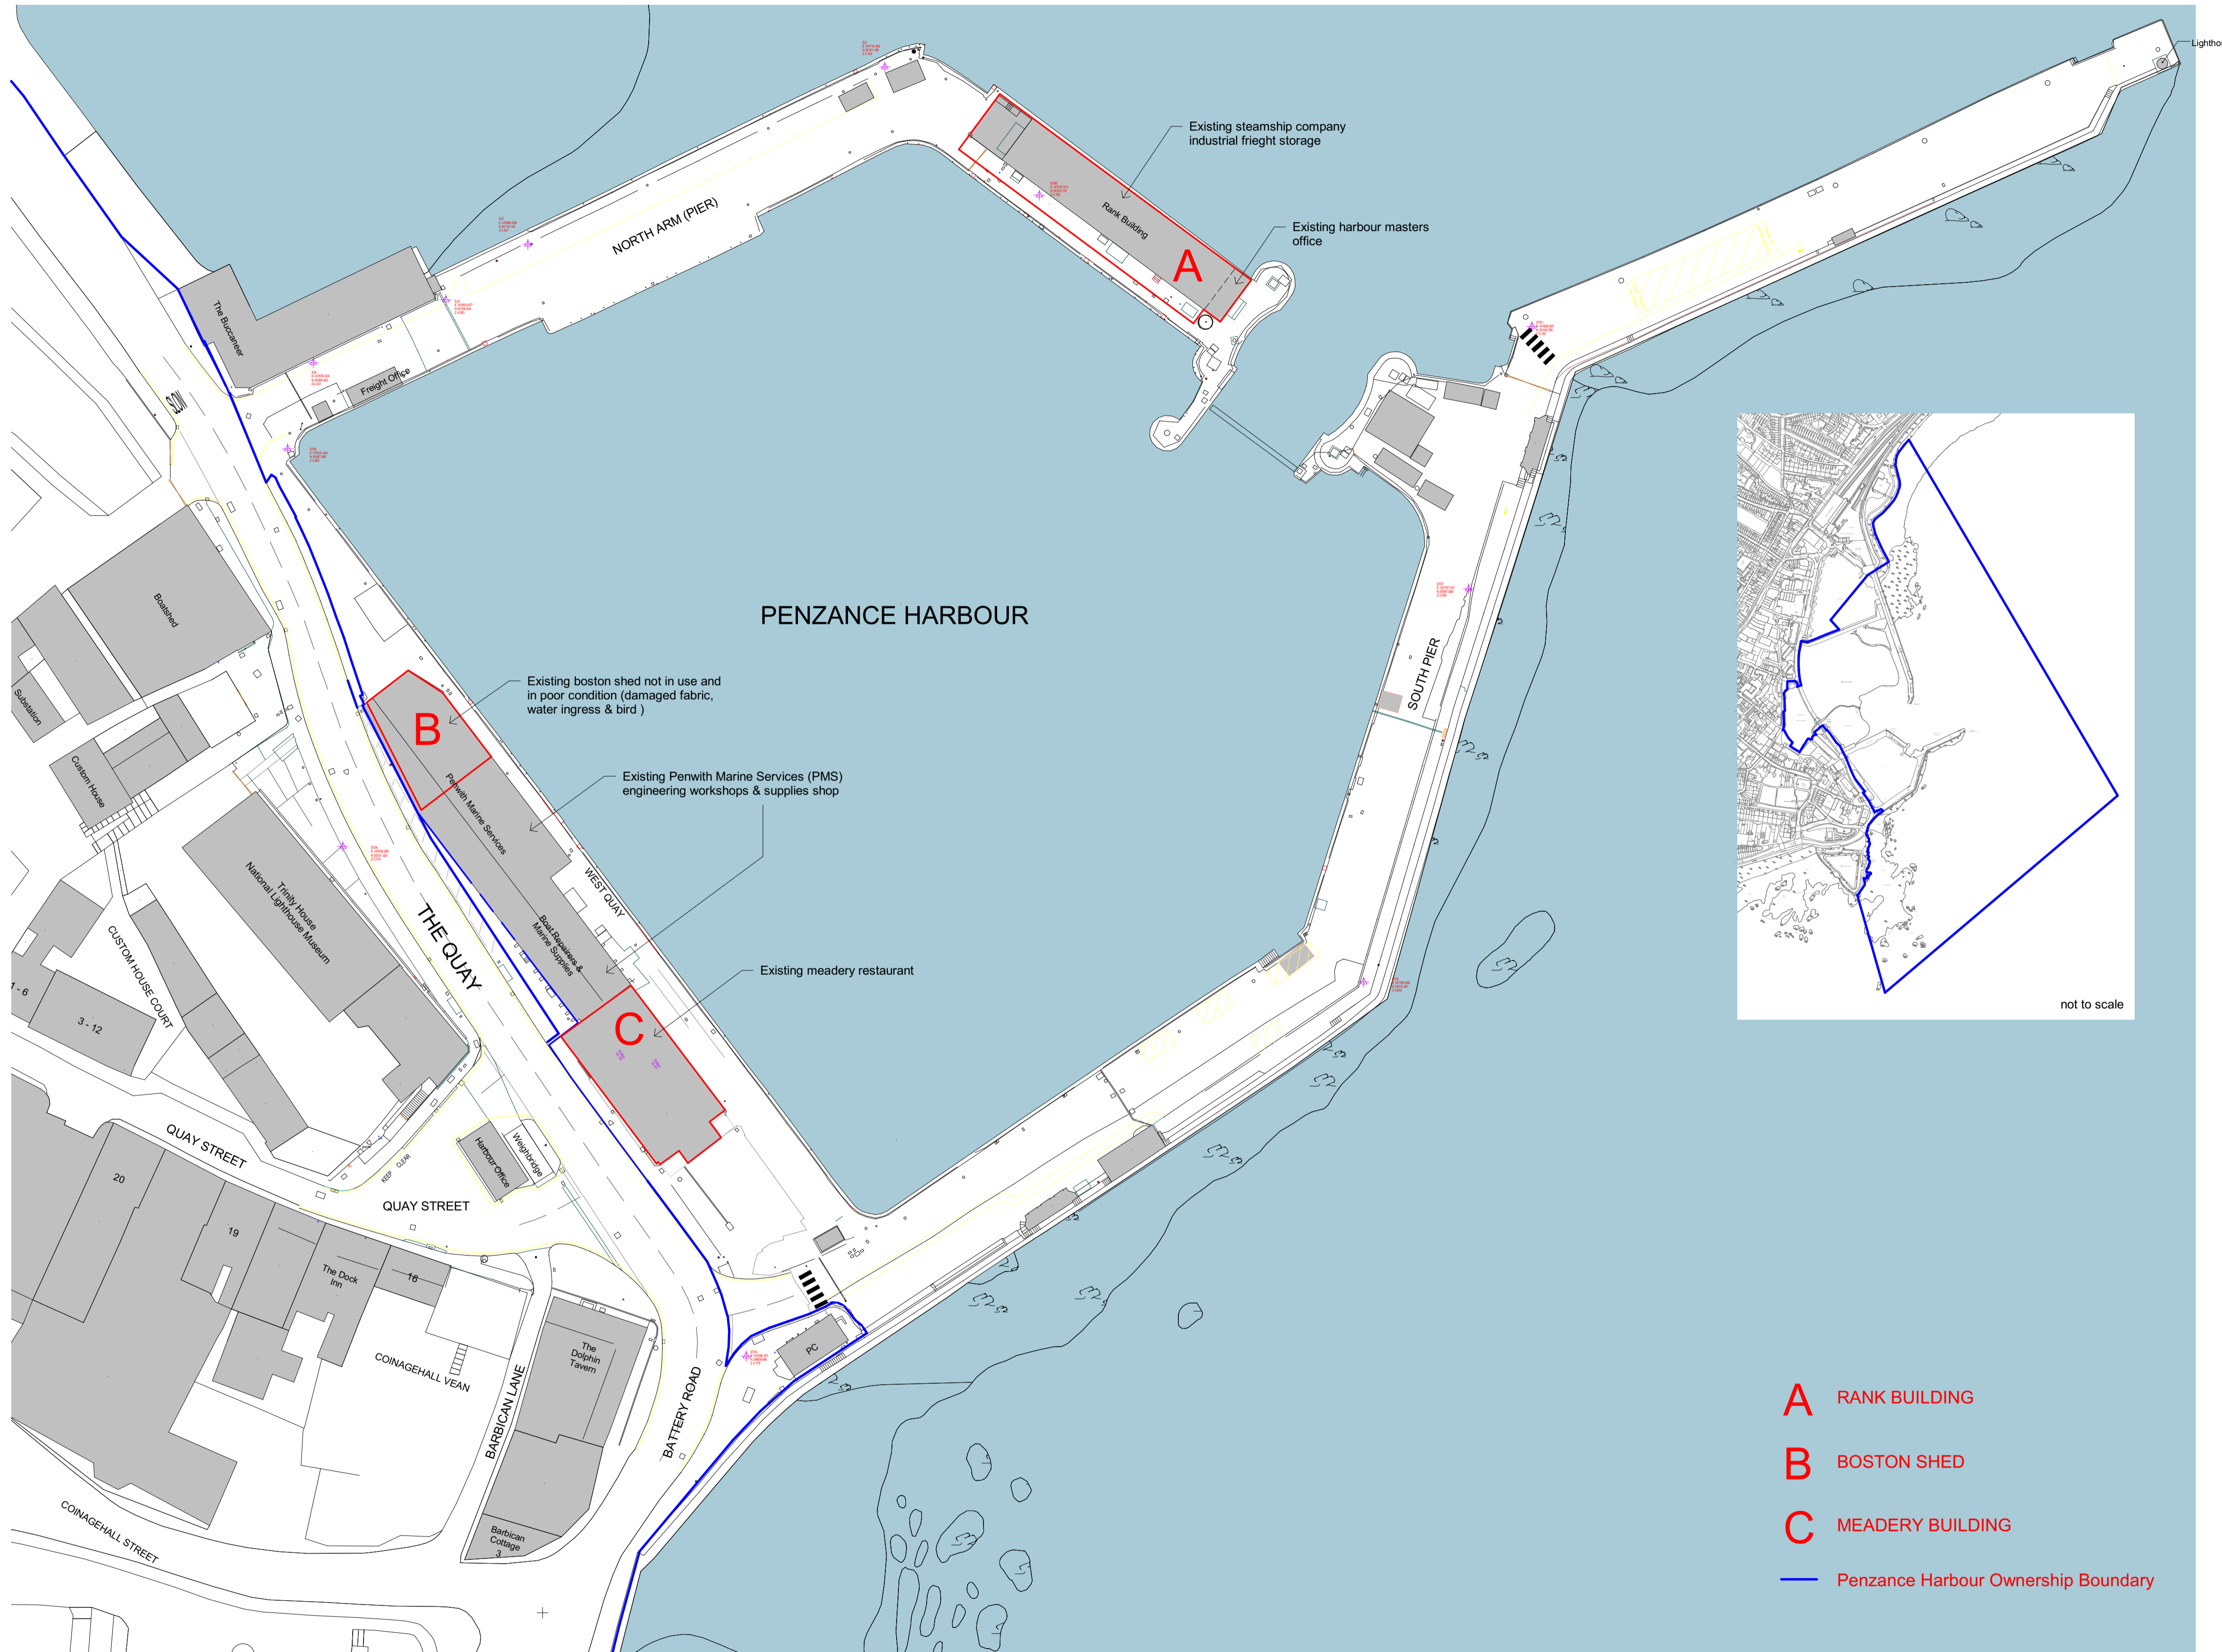 Lightho
Existing steamship company
industrial frieght storage
Rank Building
A
Existing harbour masters
office
NORTH ARM (PIER)
The Buccaneer
SLOW
Freight Office
Boatshed
PENZANCE HARBOUR
SOUTH PIER
Substation
Custom House
Existing boston shed not in use and
in poor condition (damaged fabric,
water ingress & bird )
B
Existing Penwith Marine Services (PMS)
engineering workshops & supplies shop
Penwith Marine Services
WEST QUAY
Boat Repairers &
Marine Supplies
Trinity House
National Lighthouse Museum
THE QUAY
CUSTOM HOUSE COURT
Existing meadery restaurant
C
1 - 6
3 - 12
not to scale
QUAY STREET
KEEP CLEAR
Harbour Office
Weighbridge
QUAY STREET
20
19
The Dock
Inn
16
COINAGEHALL VEAN
BARBICAN LANE
The
Dolphin
Tavern
BATTERY ROAD
PC
COINAGEHALL STREET
Barbican
Cottage
3
A RANK BUILDING
B BOSTON SHED
C MEADERY BUILDING
Penzance Harbour Ownership Boundary